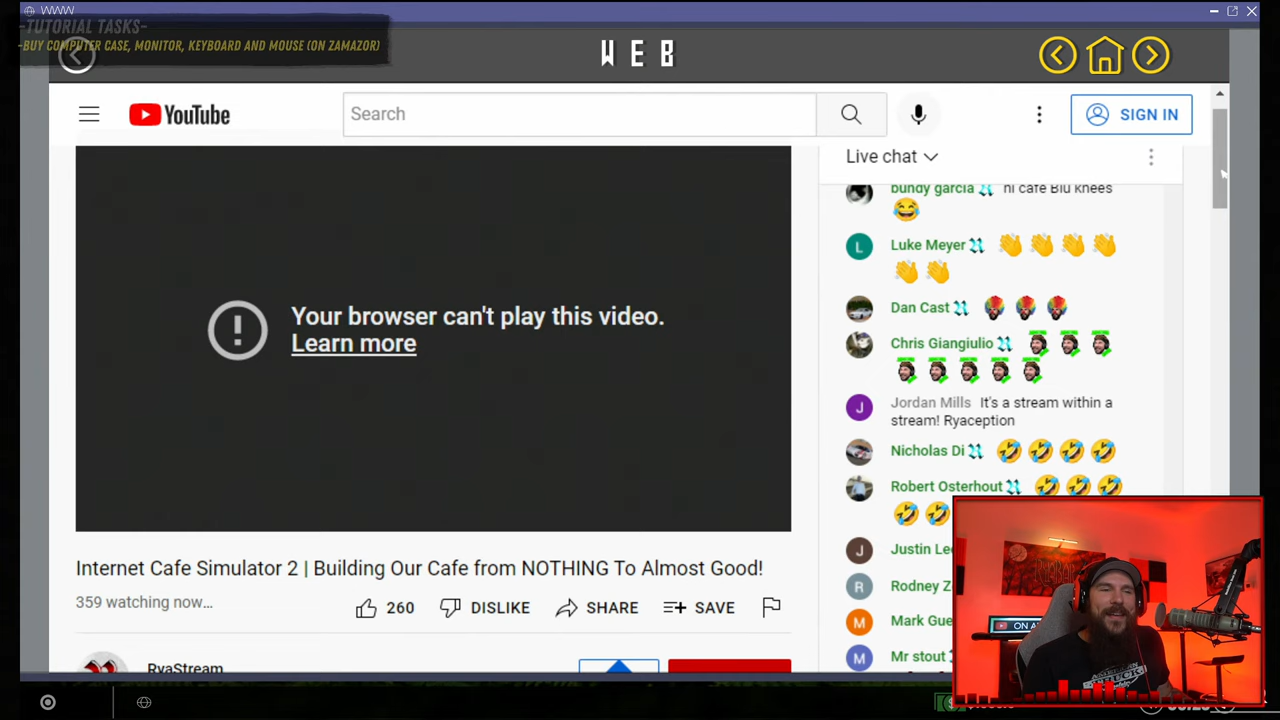 WWW
-TUTORIAL TASKS-
-BUY COMPUTER CASE, MONITOR, KEYBOARD AND MOUSE (ON ZAMAZOR)
WEB
YouTube
Search
SIGN IN
Live chat
bundy garcia hi cafe Blu knees
😂
L
Luke Meyer 👏👏👏👏
👏👏
Dan Cast
Chris Giangiulio
J
Jordan Mills It's a stream within a
stream! Ryaception
Nicholas Di 🤣🤣🤣🤣
Robert Osterhout 🤣🤣🤣
🤣🤣
J
Justin Le
R
Rodney Z
M
Mark Gue
J
Mr stout
Your browser can't play this video.
Learn more
Internet Cafe Simulator 2 | Building Our Cafe from NOTHING To Almost Good!
359 watching now...
260
DISLIKE
SHARE
SAVE
RyaStream
ON A